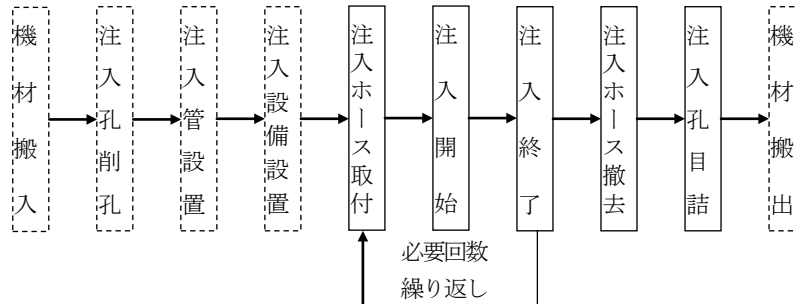 機材搬入
注入孔削孔
注入管設置
注入設備設置
注入ホース取付
注入開始
注入終了
注入ホース撤去
注入孔目詰
機材搬出
必要回数
繰り返し